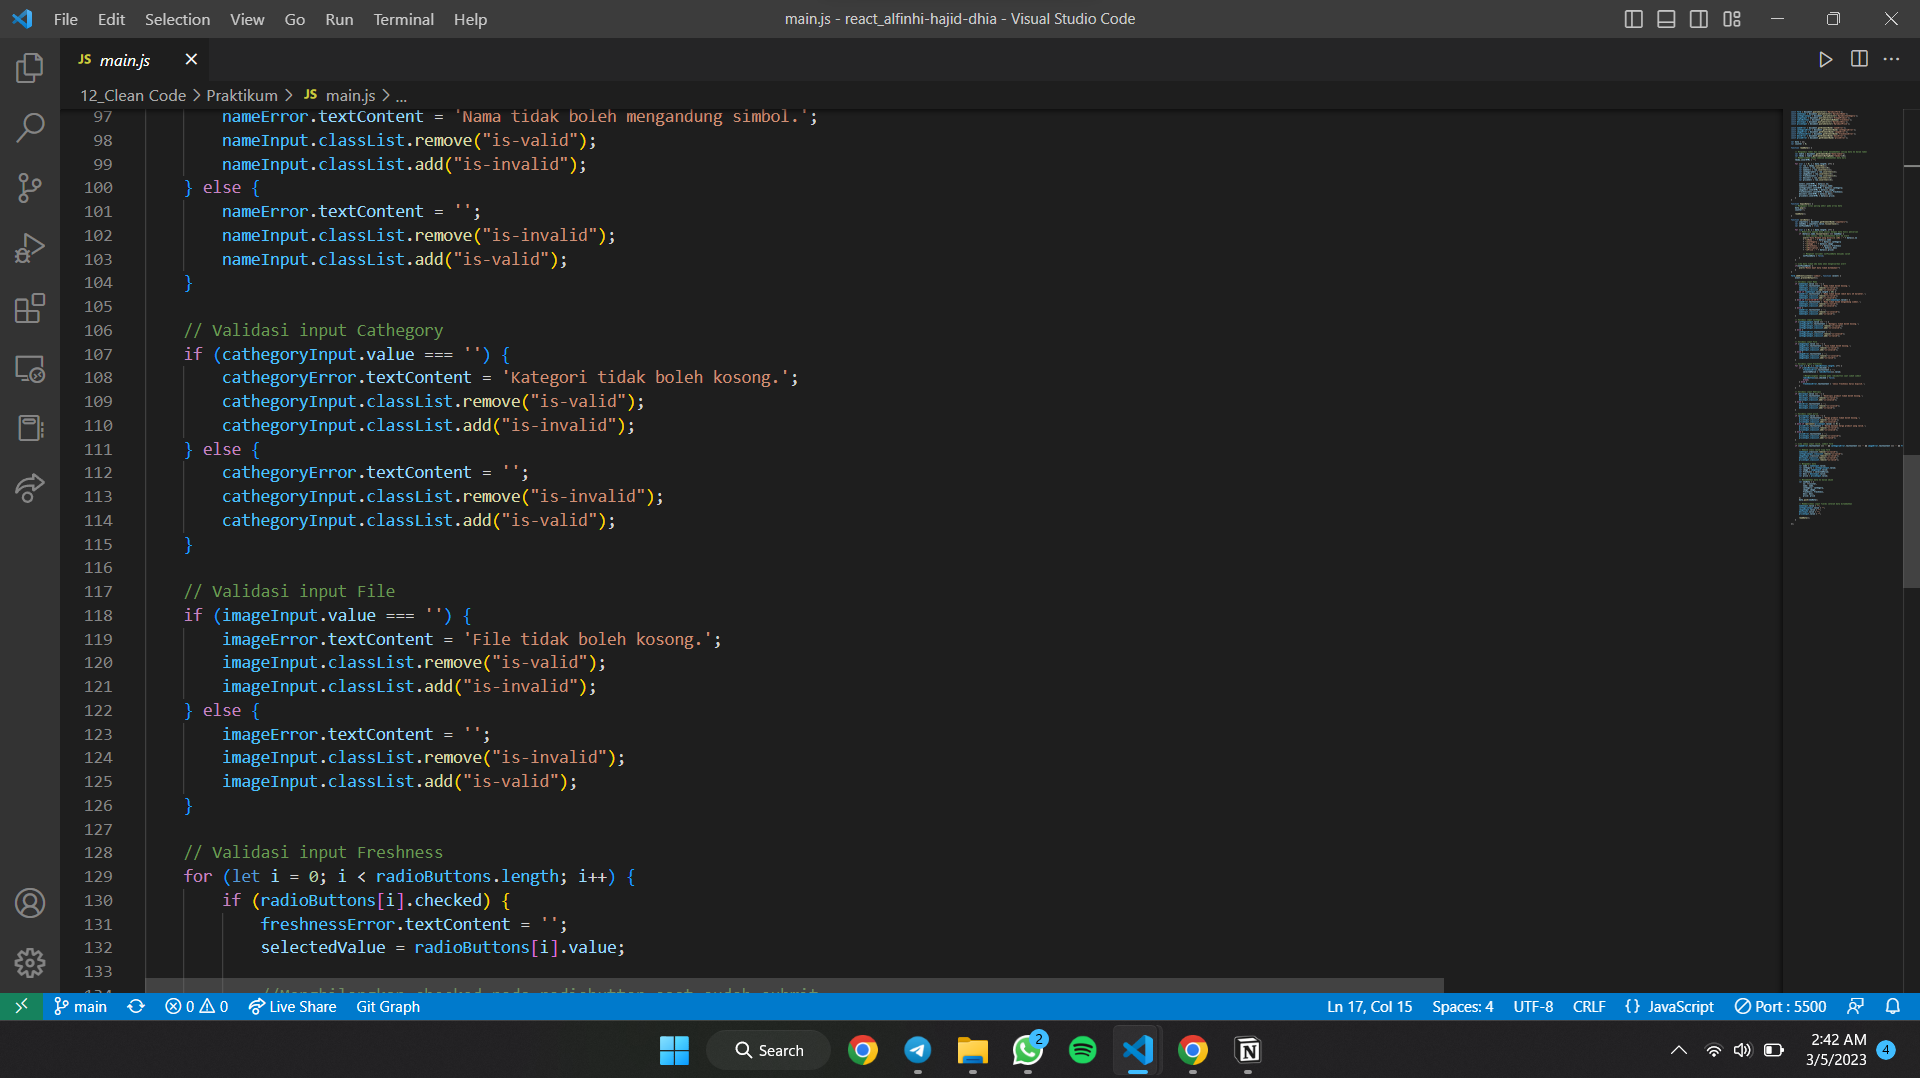 File Edit Selection View Go Run Terminal Help
main.js - react_alfinhi-hajid-dhia - Visual Studio Code
JS main.js
12_Clean Code > Praktikum > JS main.js > ...
97 nameError.textContent = 'Nama tidak boleh mengandung simbol.';
98 nameInput.classList.remove("is-valid");
99 nameInput.classList.add("is-invalid");
100 } else {
101 nameError.textContent = '';
102 nameInput.classList.remove("is-invalid");
103 nameInput.classList.add("is-valid");
104 }
105
106 // Validasi input Cathegory
107 if (cathegoryInput.value === '') {
108 cathegoryError.textContent = 'Kategori tidak boleh kosong.';
109 cathegoryInput.classList.remove("is-valid");
110 cathegoryInput.classList.add("is-invalid");
111 } else {
112 cathegoryError.textContent = '';
113 cathegoryInput.classList.remove("is-invalid");
114 cathegoryInput.classList.add("is-valid");
115 }
116
117 // Validasi input File
118 if (imageInput.value === '') {
119 imageError.textContent = 'File tidak boleh kosong.';
120 imageInput.classList.remove("is-valid");
121 imageInput.classList.add("is-invalid");
122 } else {
123 imageError.textContent = '';
124 imageInput.classList.remove("is-invalid");
125 imageInput.classList.add("is-valid");
126 }
127
128 // Validasi input Freshness
129 for (let i = 0; i < radioButtons.length; i++) {
130 if (radioButtons[i].checked) {
131 freshnessError.textContent = '';
132 selectedValue = radioButtons[i].value;
133
main 0 0 Live Share Git Graph Ln 17, Col 15 Spaces: 4 UTF-8 CRLF {} JavaScript Port : 5500
Search 2 2:42 AM
3/5/2023 4